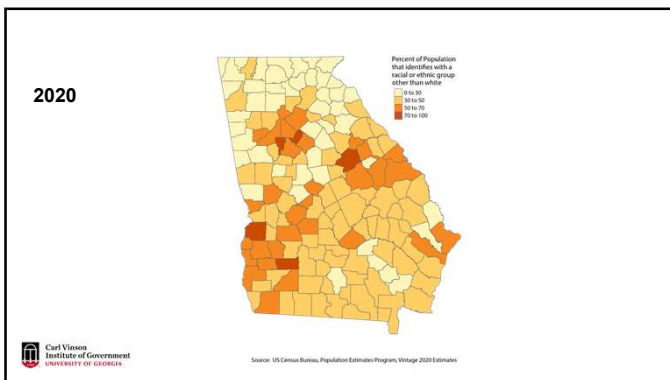 2020
Percent of Population
that identifies with a
racial or ethnic group
other than white
0 to 30
30 to 50
50 to 70
70 to 100
Carl Vinson
Institute of Government
UNIVERSITY OF GEORGIA
Source: US Census Bureau, Population Estimates Program, Vintage 2020 Estimates